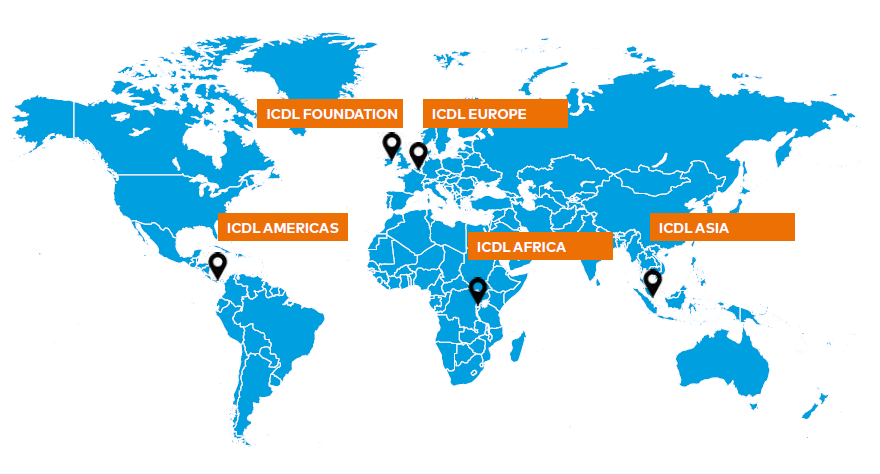 ICDL FOUNDATION
ICDL EUROPE
ICDL AMERICAS
ICDL ASIA
ICDL AFRICA